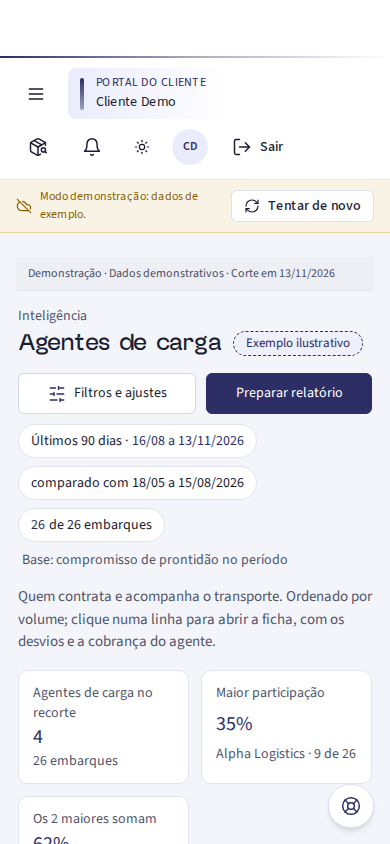 PORTAL DO CLIENTE
Cliente Demo
CD
Sair
Modo demonstração: dados de
exemplo.
Tentar de novo
Demonstração · Dados demonstrativos · Corte em 13/11/2026
Inteligência
Agentes de carga
Exemplo ilustrativo
Filtros e ajustes
Preparar relatório
Últimos 90 dias · 16/08 a 13/11/2026
comparado com 18/05 a 15/08/2026
26 de 26 embarques
Base: compromisso de prontidão no período
Quem contrata e acompanha o transporte. Ordenado por
volume; clique numa linha para abrir a ficha, com os
desvios e a cobrança do agente.
Agentes de carga no
recorte
4
26 embarques
Maior participação
35%
Alpha Logistics · 9 de 26
Os 2 maiores somam
62%